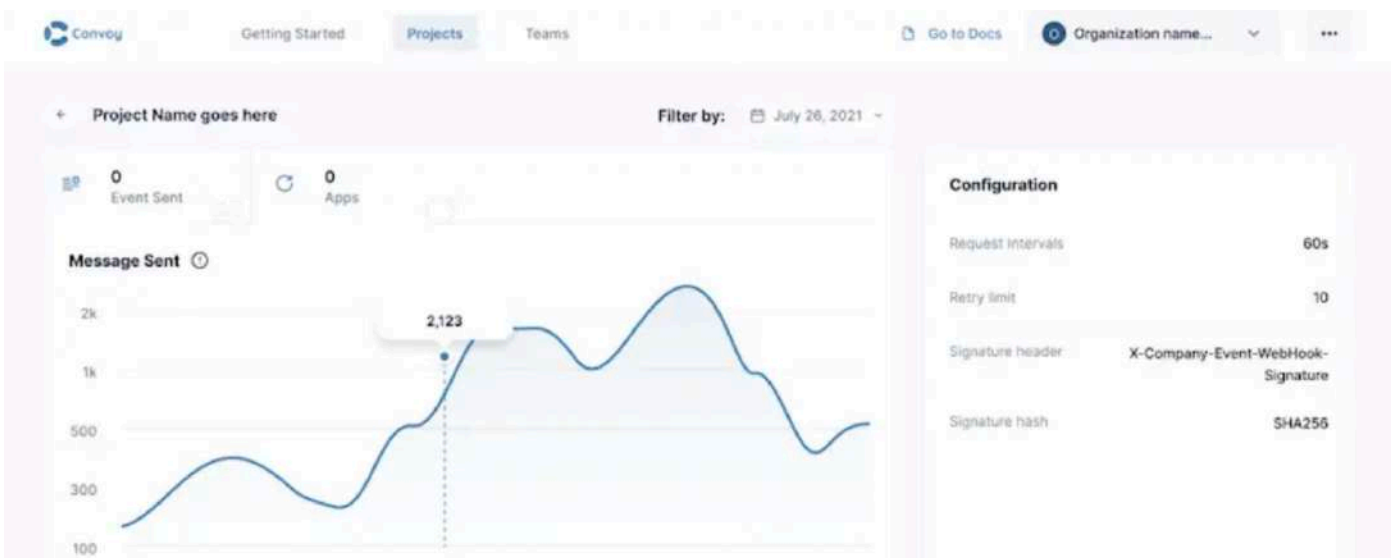 Convoy
Getting Started
Projects
Teams
Go to Docs
O
Organization name...
Project Name goes here
Filter by:
July 26, 2021
0
Event Sent
0
Apps
Message Sent
2k
1k
500
300
100
2,123
Configuration
Request Intervals
60s
Retry limit
10
Signature header
X-Company-Event-WebHook-
Signature
Signature hash
SHA256